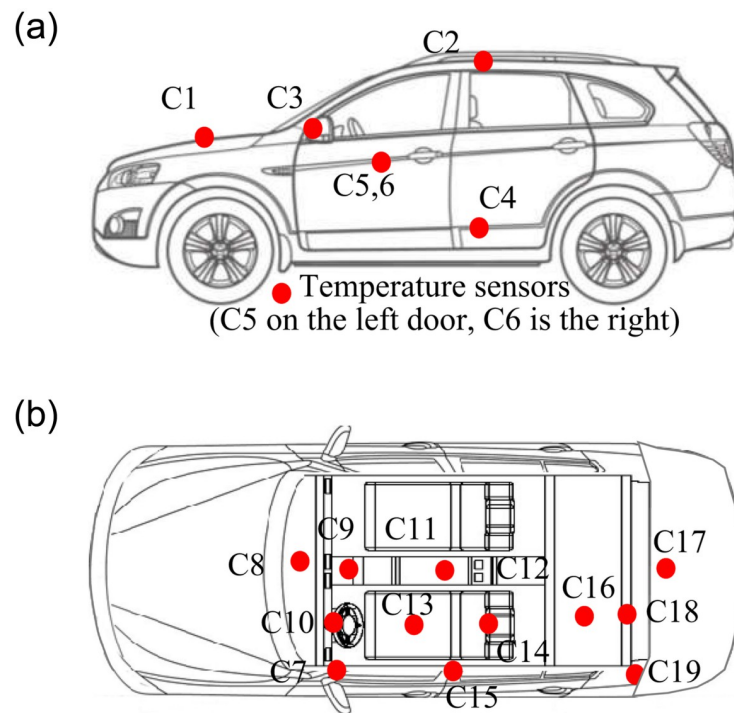 (a)
C2
C1
C3
C5,6
C4
Temperature sensors
(C5 on the left door, C6 is the right)
(b)
C9
C11
C8
C12
C17
C16
C13
C10
C18
C14
C7
C15
C19